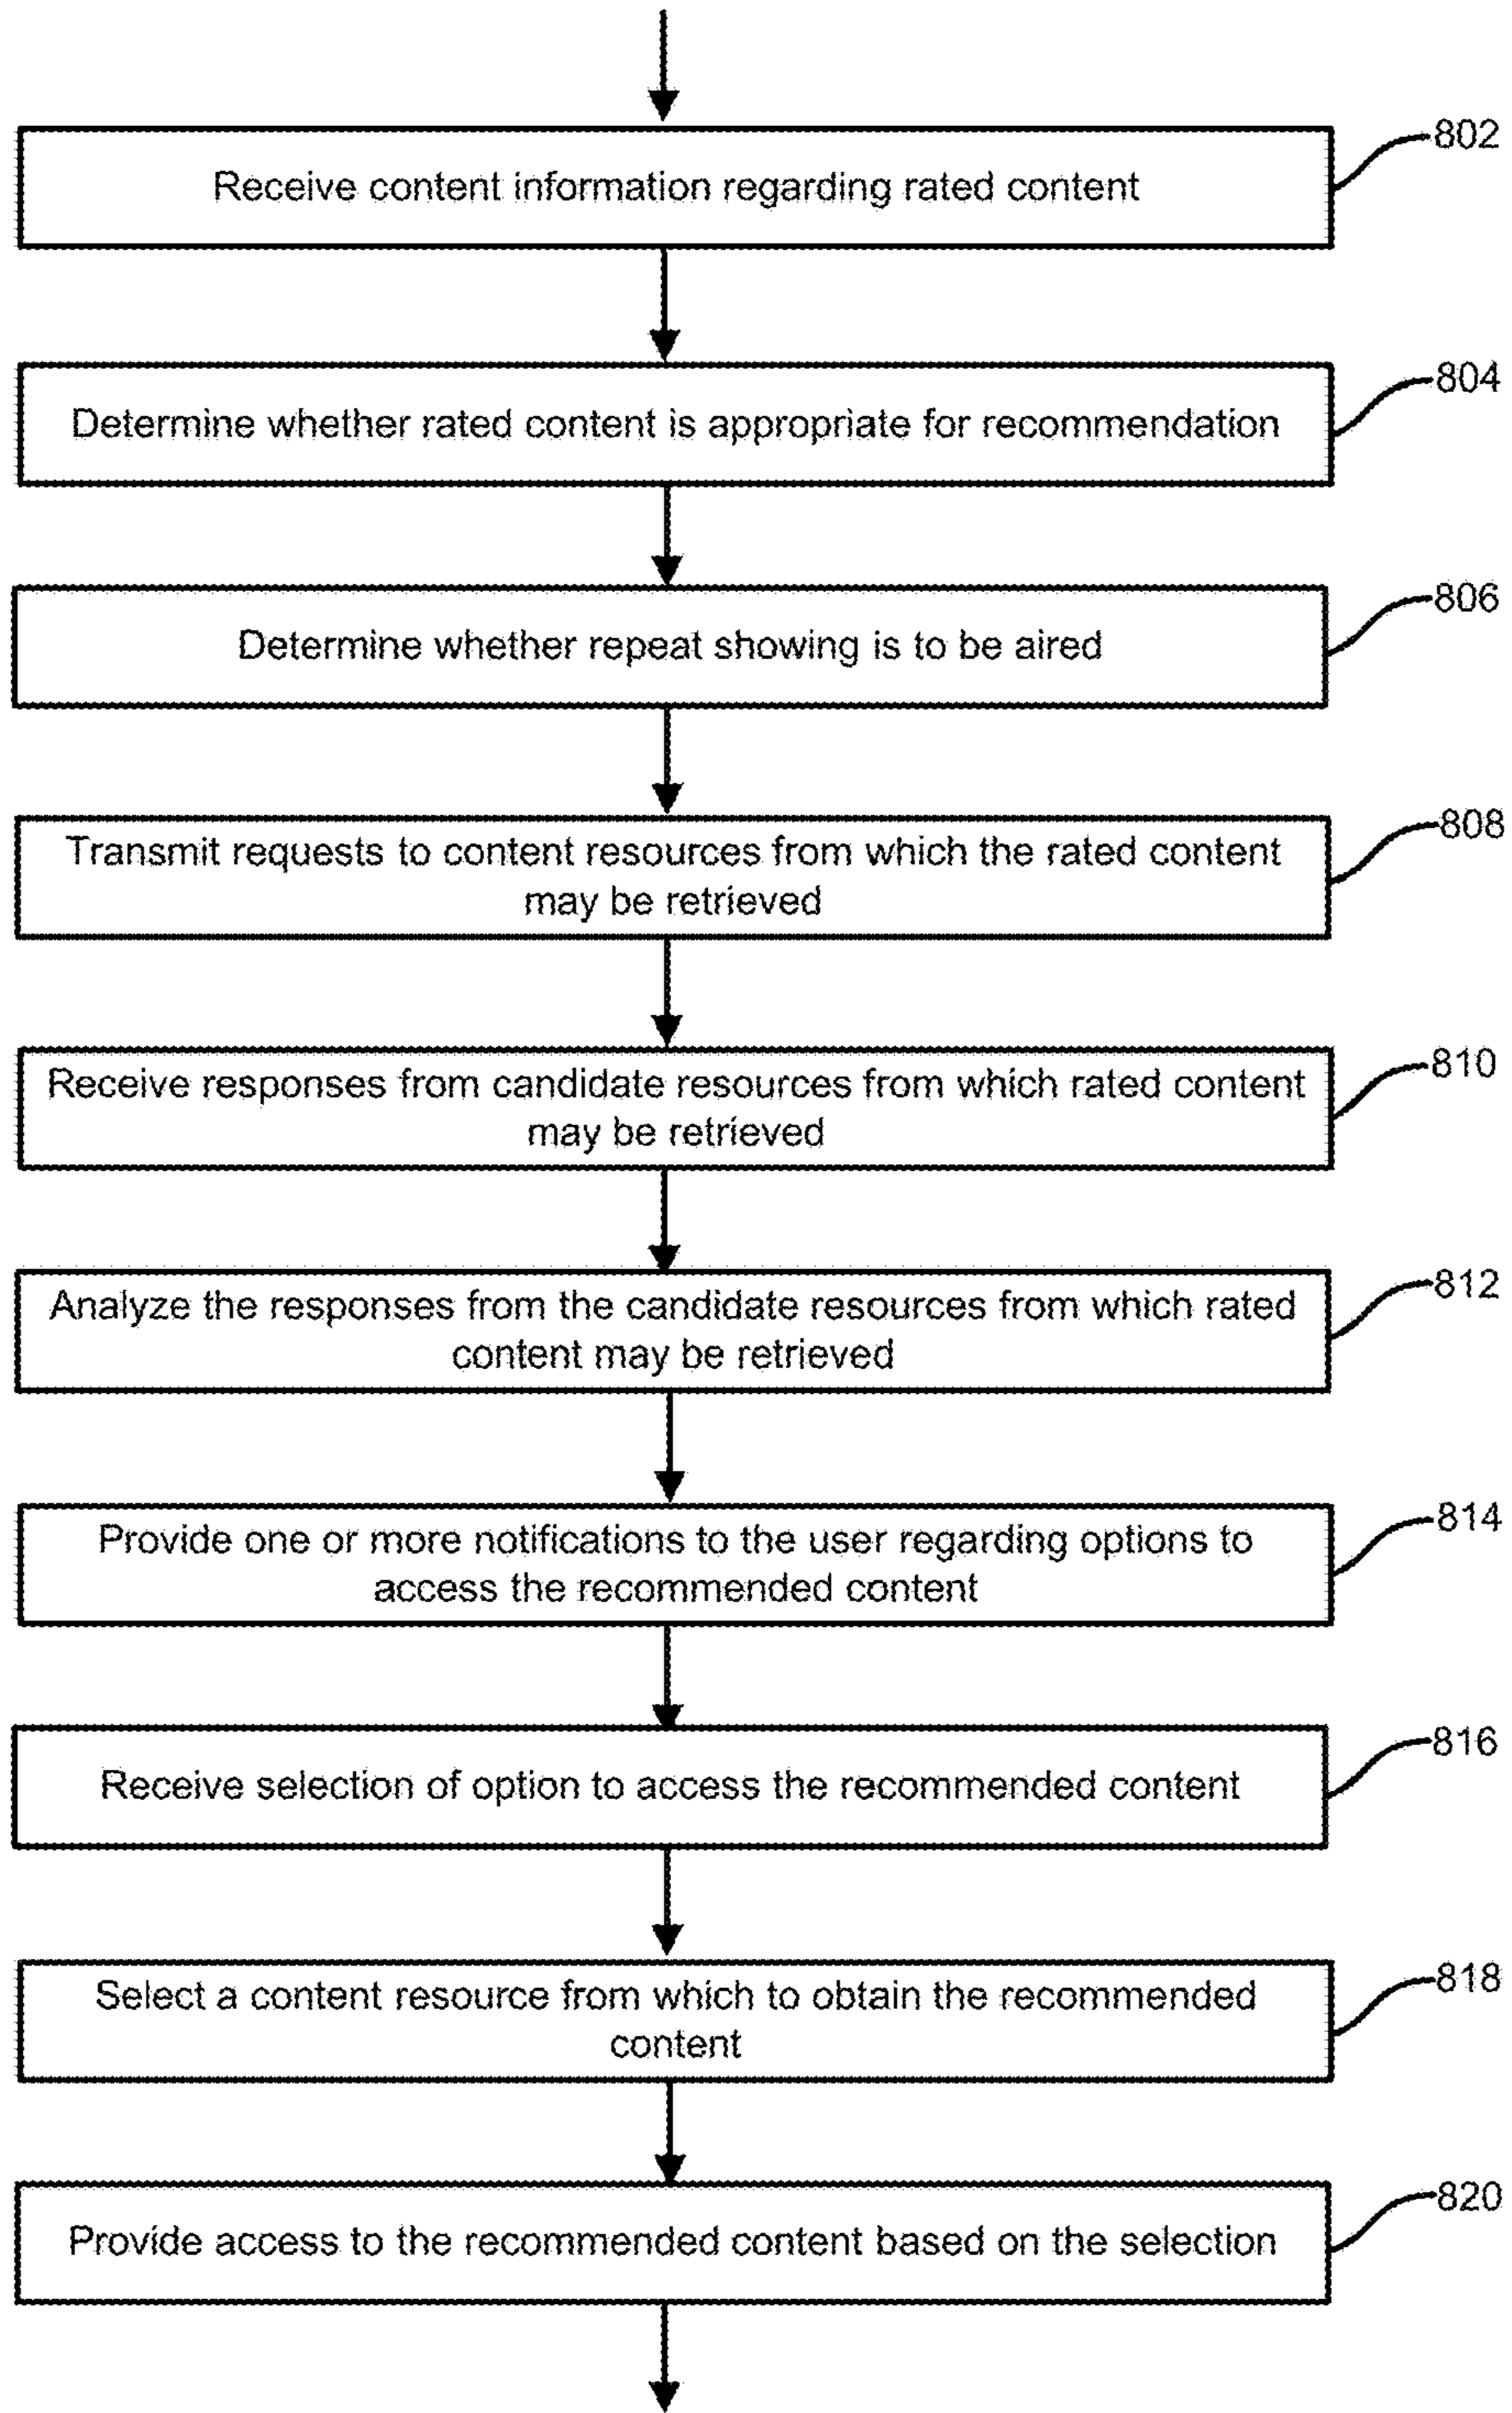 802
Receive content information regarding rated content
804
Determine whether rated content is appropriate for recommendation
806
Determine whether repeat showing is to be aired
808
Transmit requests to content resources from which the rated content
may be retrieved
810
Receive responses from candidate resources from which rated content
may be retrieved
812
Analyze the responses from the candidate resources from which rated
content may be retrieved
814
Provide one or more notifications to the user regarding options to
access the recommended content
816
Receive selection of option to access the recommended content
818
Select a content resource from which to obtain the recommended
content
820
Provide access to the recommended content based on the selection